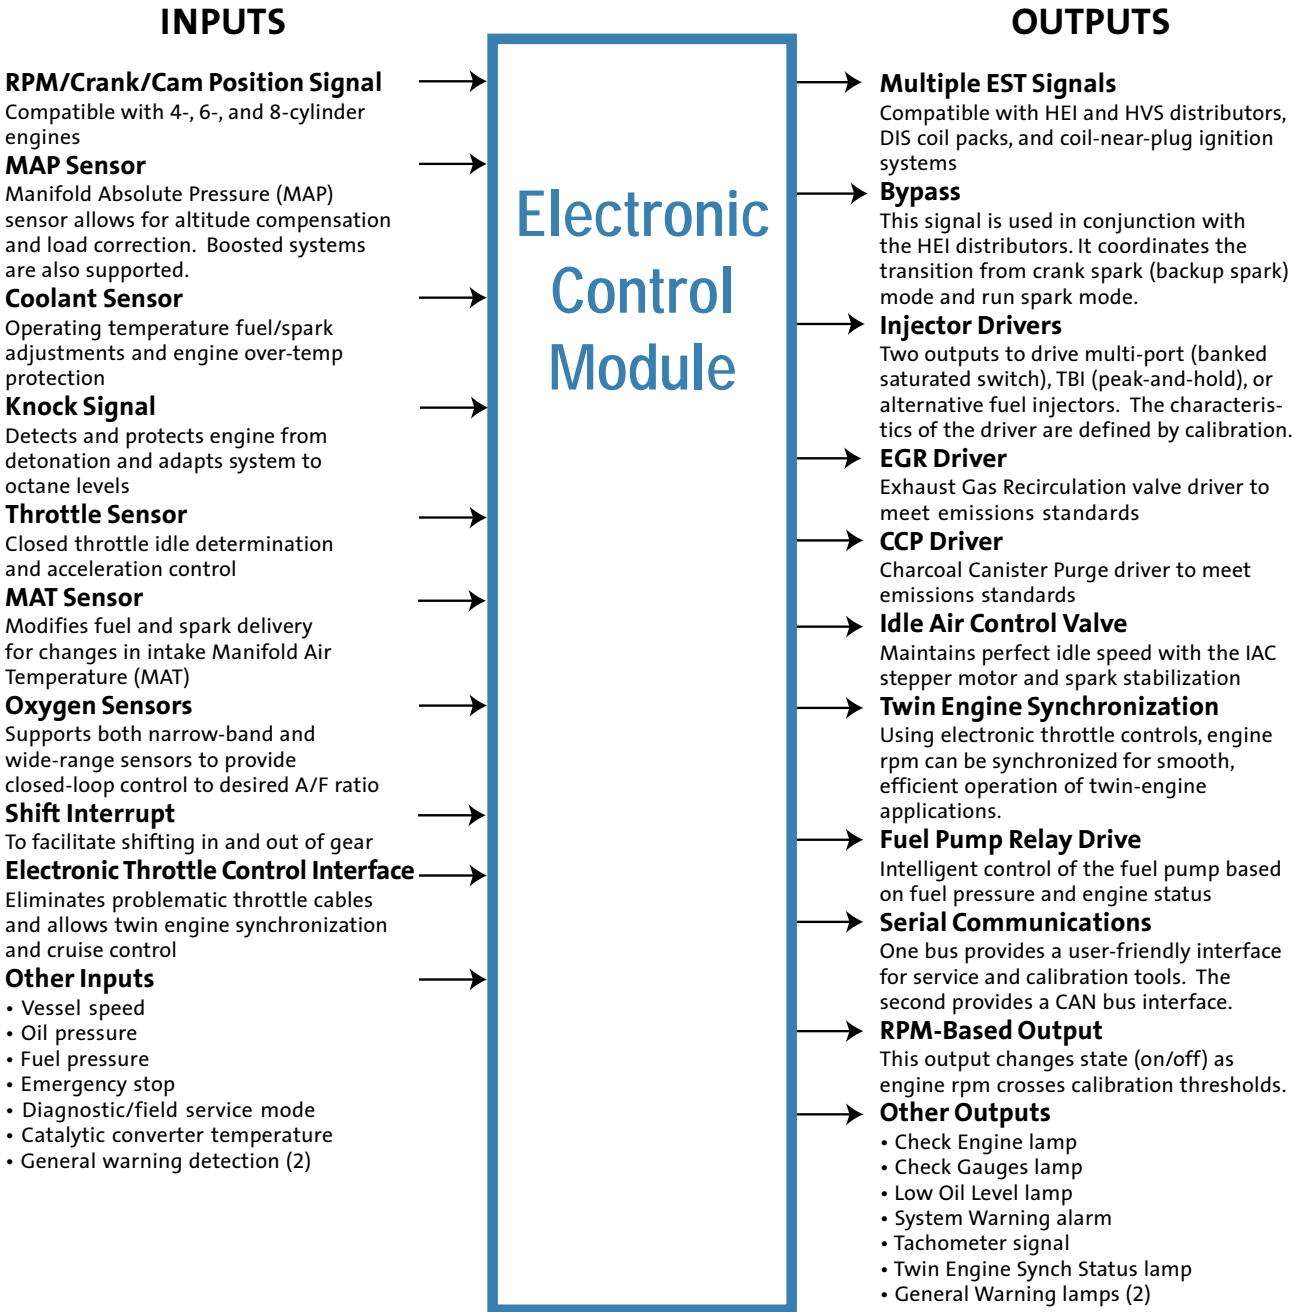 INPUTS
RPM/Crank/Cam Position Signal
Compatible with 4-, 6-, and 8-cylinder
engines
MAP Sensor
Manifold Absolute Pressure (MAP)
sensor allows for altitude compensation
and load correction. Boosted systems
are also supported.
Coolant Sensor
Operating temperature fuel/spark
adjustments and engine over-temp
protection
Knock Signal
Detects and protects engine from
detonation and adapts system to
octane levels
Throttle Sensor
Closed throttle idle determination
and acceleration control
MAT Sensor
Modifies fuel and spark delivery
for changes in intake Manifold Air
Temperature (MAT)
Oxygen Sensors
Supports both narrow-band and
wide-range sensors to provide
closed-loop control to desired A/F ratio
Shift Interrupt
To facilitate shifting in and out of gear
Electronic Throttle Control Interface
Eliminates problematic throttle cables
and allows twin engine synchronization
and cruise control
Other Inputs
• Vessel speed
• Oil pressure
• Fuel pressure
• Emergency stop
• Diagnostic/field service mode
• Catalytic converter temperature
• General warning detection (2)
Electronic
Control
Module
OUTPUTS
Multiple EST Signals
Compatible with HEI and HVS distributors,
DIS coil packs, and coil-near-plug ignition
systems
Bypass
This signal is used in conjunction with
the HEI distributors. It coordinates the
transition from crank spark (backup spark)
mode and run spark mode.
Injector Drivers
Two outputs to drive multi-port (banked
saturated switch), TBI (peak-and-hold), or
alternative fuel injectors. The characteris-
tics of the driver are defined by calibration.
EGR Driver
Exhaust Gas Recirculation valve driver to
meet emissions standards
CCP Driver
Charcoal Canister Purge driver to meet
emissions standards
Idle Air Control Valve
Maintains perfect idle speed with the IAC
stepper motor and spark stabilization
Twin Engine Synchronization
Using electronic throttle controls, engine
rpm can be synchronized for smooth,
efficient operation of twin-engine
applications.
Fuel Pump Relay Drive
Intelligent control of the fuel pump based
on fuel pressure and engine status
Serial Communications
One bus provides a user-friendly interface
for service and calibration tools. The
second provides a CAN bus interface.
RPM-Based Output
This output changes state (on/off) as
engine rpm crosses calibration thresholds.
Other Outputs
• Check Engine lamp
• Check Gauges lamp
• Low Oil Level lamp
• System Warning alarm
• Tachometer signal
• Twin Engine Synch Status lamp
• General Warning lamps (2)